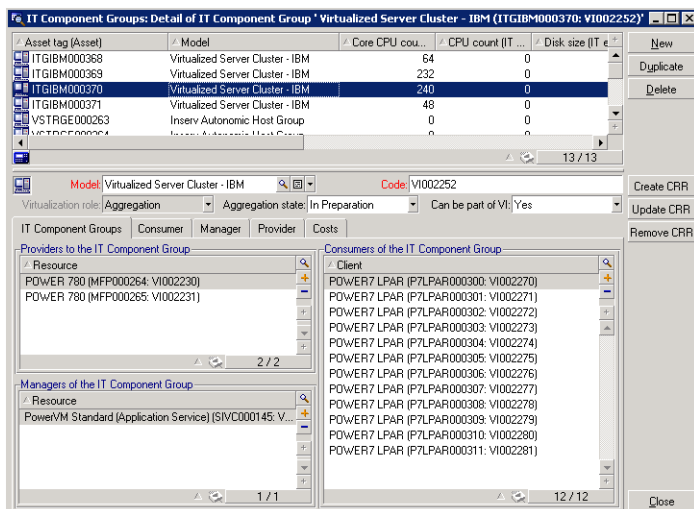 IT Component Groups: Detail of IT Component Group ' Virtualized Server Cluster - IBM (ITGIBM000370: VI002252)'
Asset tag (Asset) Model Core CPU cou... CPU count (IT ... Disk size (IT e
ITGIBM000368 Virtualized Server Cluster - IBM 64 0
ITGIBM000369 Virtualized Server Cluster - IBM 232 0
ITGIBM000370 Virtualized Server Cluster - IBM 240 0
ITGIBM000371 Virtualized Server Cluster - IBM 48 0
VSTRGE000263 Inserv Autonomic Host Group 0 0
VSTRGE000264 Inserv Autonomic Host Group 0 0
13 / 13
New
Duplicate
Delete
Model: Virtualized Server Cluster - IBM Code: VI002252
Virtualization role: Aggregation Aggregation state: In Preparation Can be part of VI: Yes
Create CRR
Update CRR
Remove CRR
IT Component Groups Consumer Manager Provider Costs
Providers to the IT Component Group
Resource
POWER 780 (MFP000264: VI002230)
POWER 780 (MFP000265: VI002231)
2 / 2
Managers of the IT Component Group
Resource
PowerVM Standard (Application Service) (SIVC000145: V...
1 / 1
Consumers of the IT Component Group
Client
POWER7 LPAR (P7LPAR000300: VI002270)
POWER7 LPAR (P7LPAR000301: VI002271)
POWER7 LPAR (P7LPAR000302: VI002272)
POWER7 LPAR (P7LPAR000303: VI002273)
POWER7 LPAR (P7LPAR000304: VI002274)
POWER7 LPAR (P7LPAR000305: VI002275)
POWER7 LPAR (P7LPAR000306: VI002276)
POWER7 LPAR (P7LPAR000307: VI002277)
POWER7 LPAR (P7LPAR000308: VI002278)
POWER7 LPAR (P7LPAR000309: VI002279)
POWER7 LPAR (P7LPAR000310: VI002280)
POWER7 LPAR (P7LPAR000311: VI002281)
12 / 12
Close